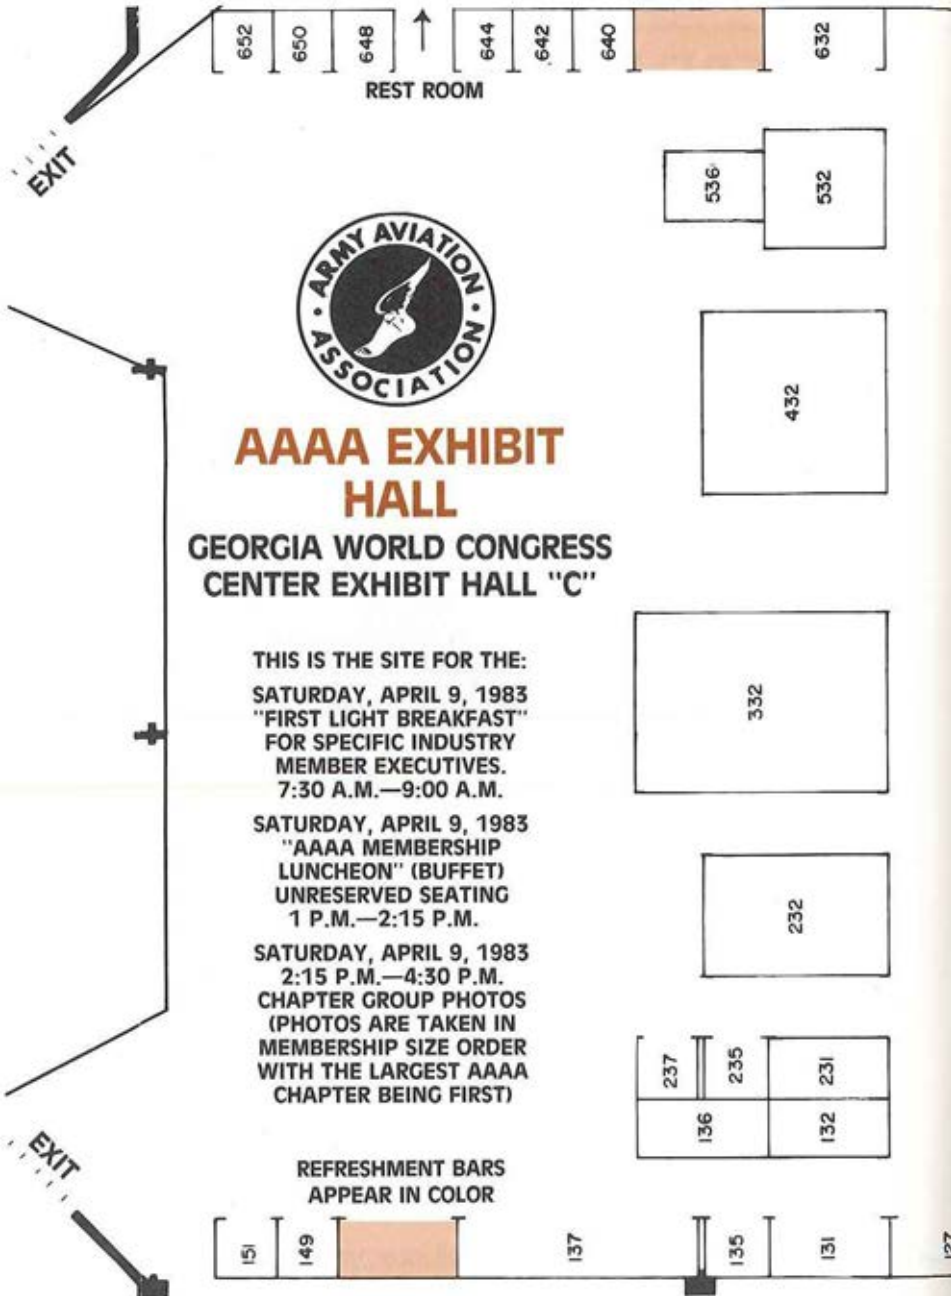 652
650
648
644
642
640
632
REST ROOM
EXIT
536
532
ARMY AVIATION
ASSOCIATION
432
AAAA EXHIBIT
HALL
GEORGIA WORLD CONGRESS
CENTER EXHIBIT HALL "C"
332
THIS IS THE SITE FOR THE:
SATURDAY, APRIL 9, 1983
"FIRST LIGHT BREAKFAST"
FOR SPECIFIC INDUSTRY
MEMBER EXECUTIVES.
7:30 A.M.—9:00 A.M.
SATURDAY, APRIL 9, 1983
"AAAA MEMBERSHIP
LUNCHEON" (BUFFET)
UNRESERVED SEATING
1 P.M.—2:15 P.M.
232
SATURDAY, APRIL 9, 1983
2:15 P.M.—4:30 P.M.
CHAPTER GROUP PHOTOS
(PHOTOS ARE TAKEN IN
MEMBERSHIP SIZE ORDER
WITH THE LARGEST AAAA
CHAPTER BEING FIRST)
237
235
231
136
132
EXIT
REFRESHMENT BARS
APPEAR IN COLOR
151
149
137
135
131